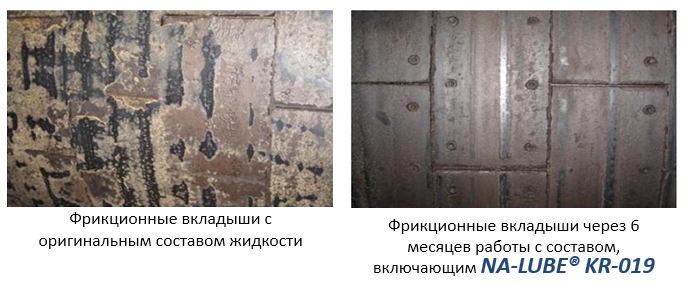 Фрикционные вкладыши с
оригинальным составом жидкости
Фрикционные вкладыши через 6
месяцев работы с составом,
включающим NA-LUBE® KR-019